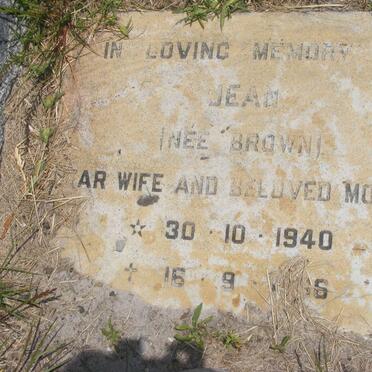 IN LOVING MEMORY
JEAN
(NÉE BROWN)
AR WIFE AND BELOVED MO
☆ 30 · 10 · 1940
† 16 · 9 ·